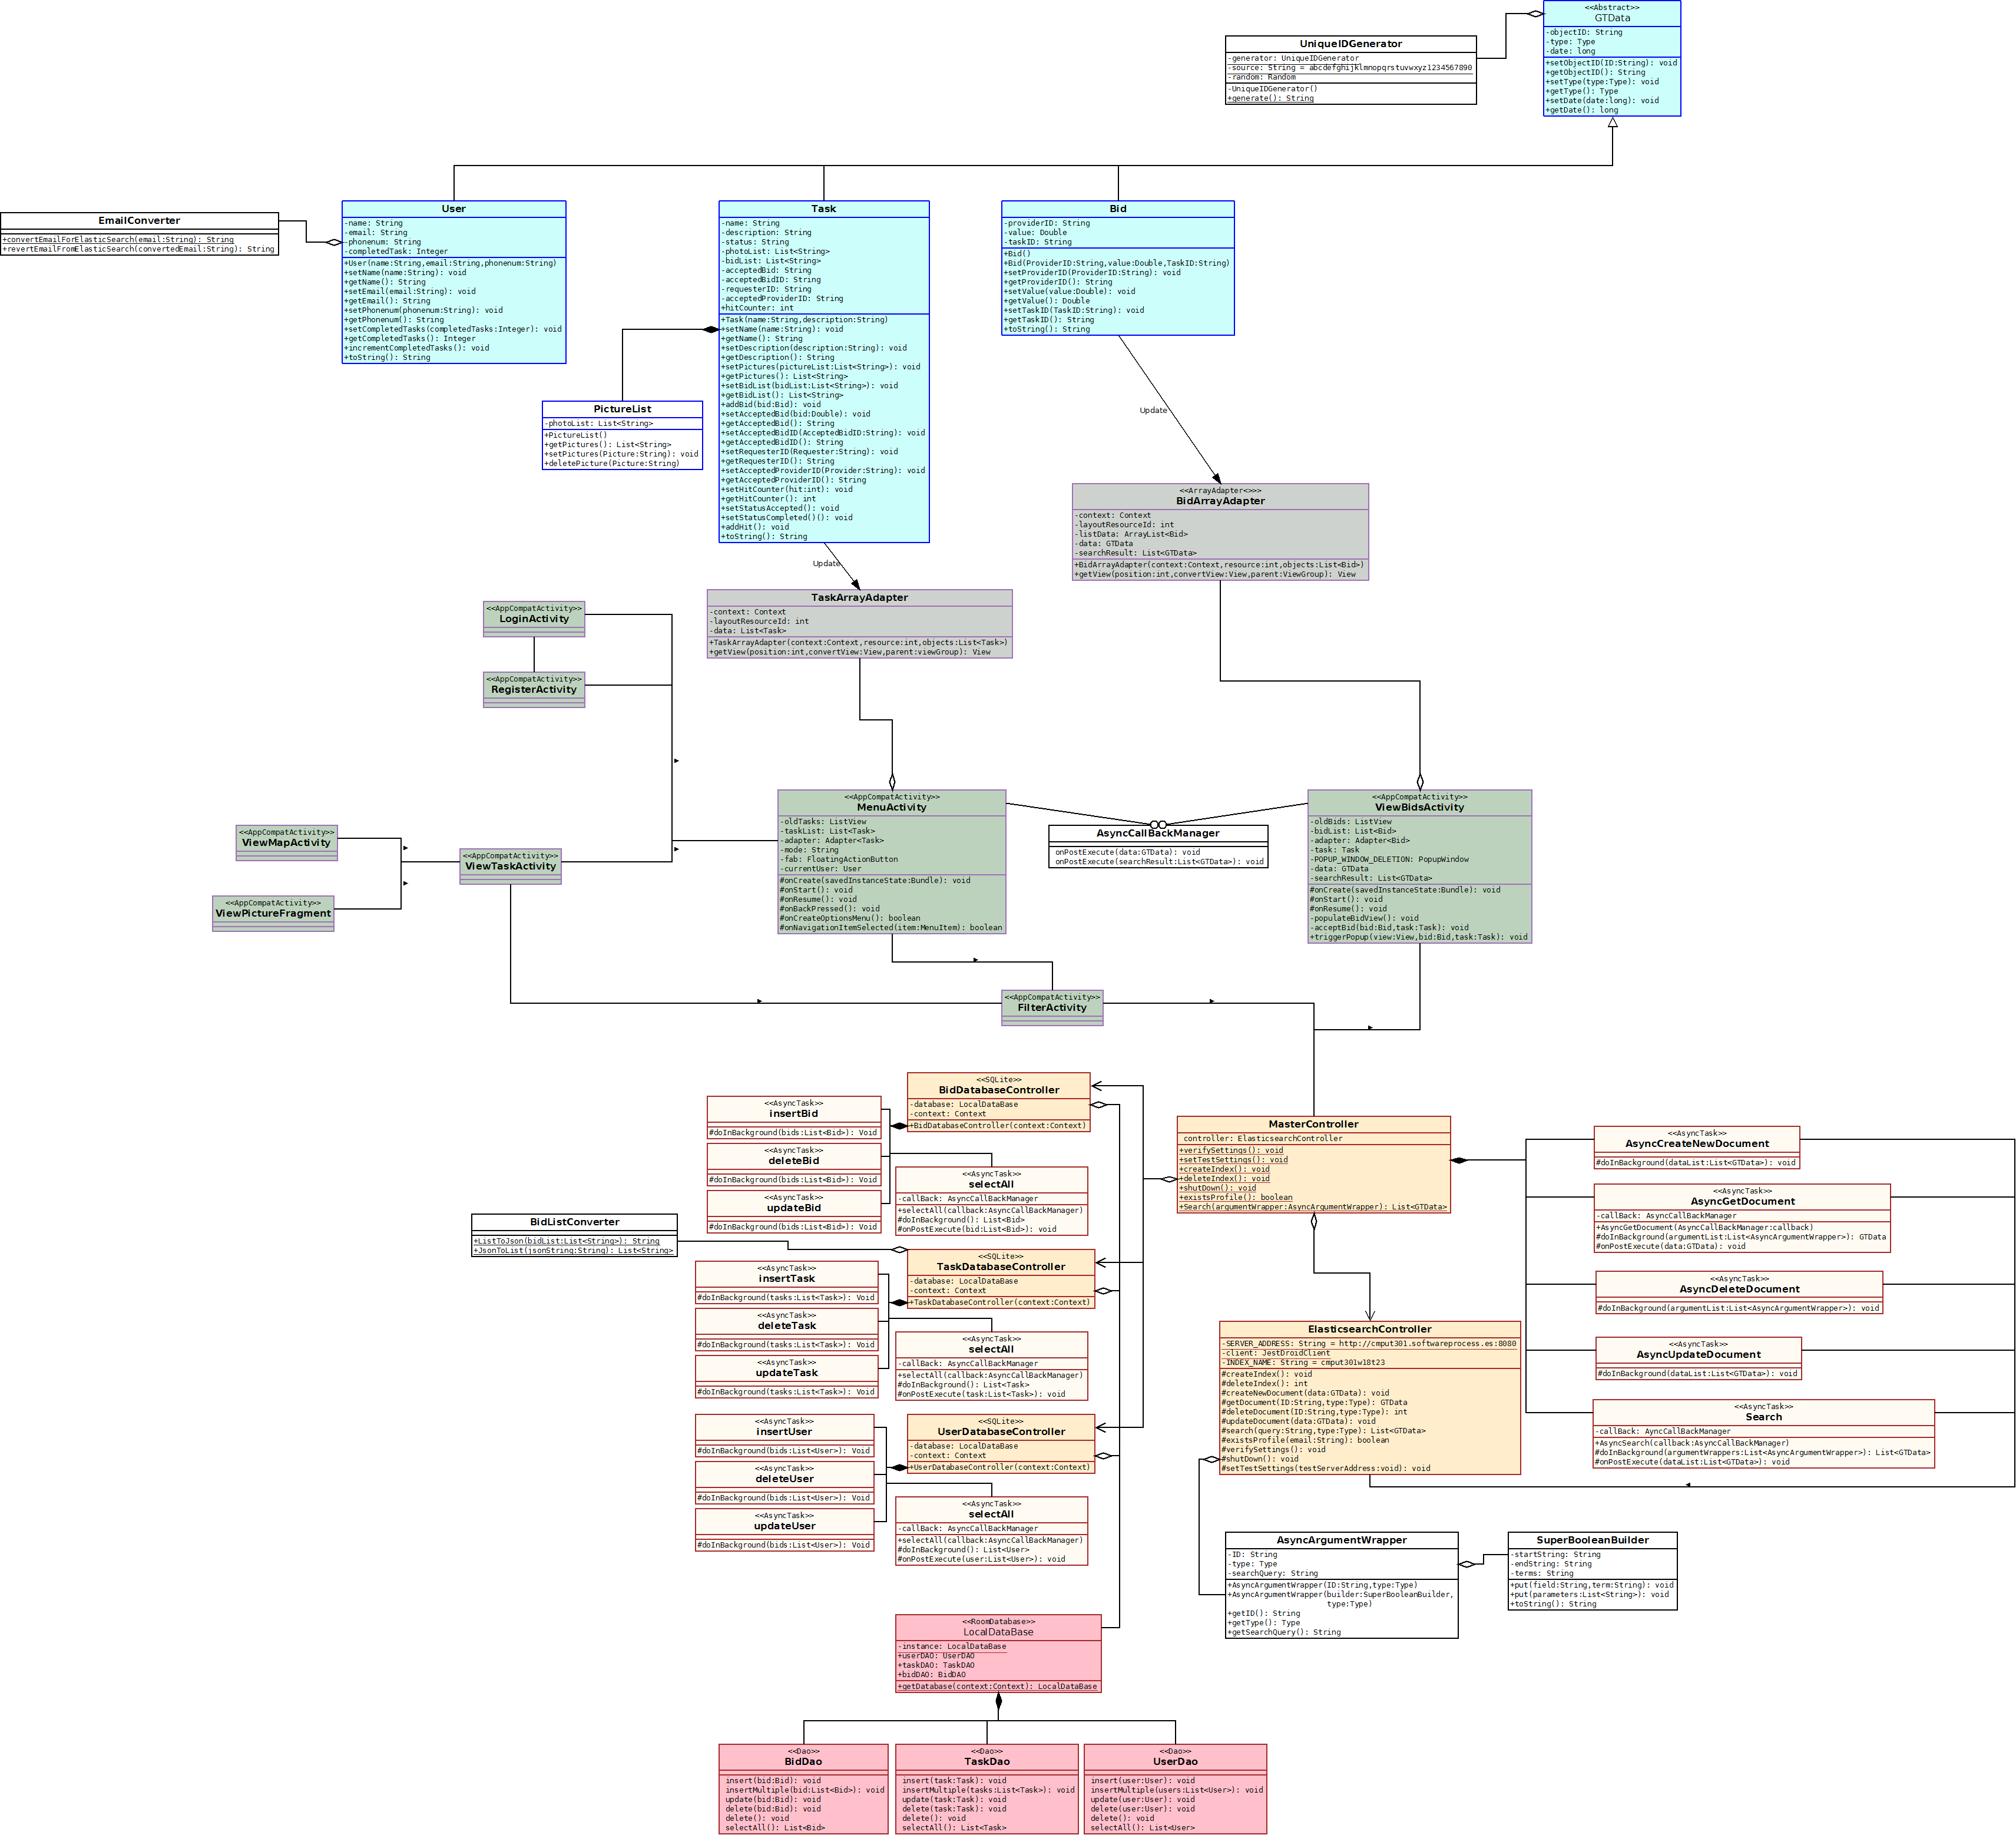 <<Abstract>>
GTData
-objectID: String
-type: Type
-date: long
+setObjectID(ID:String): void
+getObjectID(): String
+setType(type:Type): void
+getType(): Type
+setDate(date:long): void
+getDate(): long
UniqueIDGenerator
-generator: UniqueIDGenerator
-source: String = abcdefghijklmnopqrstuvwxyz1234567890
-random: Random
-UniqueIDGenerator()
+generate(): String
EmailConverter
+convertEmailForElasticSearch(email:String): String
+revertEmailFromElasticSearch(convertedEmail:String): String
User
-name: String
-email: String
-phonenum: String
-completedTask: Integer
+User(name:String,email:String,phonenum:String)
+setName(name:String): void
+getName(): String
+setEmail(email:String): void
+getEmail(): String
+setPhonenum(phonenum:String): void
+getPhonenum(): String
+setCompletedTasks(completedTasks:Integer): void
+getCompletedTasks(): Integer
+incrementCompletedTasks(): void
+toString(): String
Task
-name: String
-description: String
-status: String
-photoList: List<String>
-bidList: List<String>
-acceptedBid: String
-acceptedBidID: String
-requesterID: String
-acceptedProviderID: String
+hitCounter: int
+Task(name:String,description:String)
+setName(name:String): void
+getName(): String
+setDescription(description:String): void
+getDescription(): String
+setPictures(pictureList:List<String>): void
+getPictures(): List<String>
+setBidList(bidList:List<String>): void
+getBidList(): List<String>
+addBid(bid:Bid): void
+setAcceptedBid(bid:Double): void
+getAcceptedBid(): String
+setAcceptedBidID(AcceptedBidID:String): void
+getAcceptedBidID(): String
+setRequesterID(Requester:String): void
+getRequesterID(): String
+setAcceptedProviderID(Provider:String): void
+getAcceptedProviderID(): String
+setHitCounter(hit:int): void
+getHitCounter(): int
+setStatusAccepted(): void
+setStatusCompleted()(): void
+addHit(): void
+toString(): String
Bid
-providerID: String
-value: Double
-taskID: String
+Bid()
+Bid(ProviderID:String,value:Double,TaskID:String)
+setProviderID(ProviderID:String): void
+getProviderID(): String
+setValue(value:Double): void
+getValue(): Double
+setTaskID(TaskID:String): void
+getTaskID(): String
+toString(): String
PictureList
-photoList: List<String>
+PictureList()
+getPictures(): List<String>
+setPictures(Picture:String): void
+deletePicture(Picture:String)
Update
Update
<<ArrayAdapter<>>>
BidArrayAdapter
-context: Context
-layoutResourceId: int
-listData: ArrayList<Bid>
-data: GTData
-searchResult: List<GTData>
+BidArrayAdapter(context:Context,resource:int,objects:List<Bid>)
+getView(position:int,convertView:View,parent:ViewGroup): View
TaskArrayAdapter
-context: Context
-layoutResourceId: int
-data: List<Task>
+TaskArrayAdapter(context:Context,resource:int,objects:List<Task>)
+getView(position:int,convertView:View,parent:viewGroup): View
<<AppCompatActivity>>
LoginActivity
<<AppCompatActivity>>
RegisterActivity
<<AppCompatActivity>>
ViewMapActivity
<<AppCompatActivity>>
ViewTaskActivity
<<AppCompatActivity>>
ViewPictureFragment
<<AppCompatActivity>>
MenuActivity
-oldTasks: ListView
-taskList: List<Task>
-adapter: Adapter<Task>
-mode: String
-fab: FloatingActionButton
-currentUser: User
#onCreate(savedInstanceState:Bundle): void
#onStart(): void
#onResume(): void
#onBackPressed(): void
#onCreateOptionsMenu(): boolean
#onNavigationItemSelected(item:MenuItem): boolean
AsyncCallBackManager
onPostExecute(data:GTData): void
onPostExecute(searchResult:List<GTData>): void
<<AppCompatActivity>>
ViewBidsActivity
-oldBids: ListView
-bidList: List<Bid>
-adapter: Adapter<Bid>
-task: Task
-POPUP_WINDOW_DELETION: PopupWindow
-data: GTData
-searchResult: List<GTData>
#onCreate(savedInstanceState:Bundle): void
#onStart(): void
#onResume(): void
-populateBidView(): void
-acceptBid(bid:Bid,task:Task): void
+triggerPopup(view:View,bid:Bid,task:Task): void
<<AppCompatActivity>>
FilterActivity
<<SQLite>>
BidDatabaseController
-database: LocalDataBase
-context: Context
+BidDatabaseController(context:Context)
<<AsyncTask>>
insertBid
#doInBackground(bids:List<Bid>): Void
<<AsyncTask>>
deleteBid
#doInBackground(bids:List<Bid>): Void
<<AsyncTask>>
updateBid
#doInBackground(bids:List<Bid>): Void
<<AsyncTask>>
selectAll
-callBack: AsyncCallBackManager
+selectAll(callback:AsyncCallBackManager)
#doInBackground(): List<Bid>
#onPostExecute(bid:List<Bid>): void
BidListConverter
+ListToJson(bidList:List<String>): String
+JsonToList(jsonString:String): List<String>
<<SQLite>>
TaskDatabaseController
-database: LocalDataBase
-context: Context
+TaskDatabaseController(context:Context)
<<AsyncTask>>
insertTask
#doInBackground(tasks:List<Task>): Void
<<AsyncTask>>
deleteTask
#doInBackground(tasks:List<Task>): Void
<<AsyncTask>>
updateTask
#doInBackground(tasks:List<Task>): Void
<<AsyncTask>>
selectAll
-callBack: AsyncCallBackManager
+selectAll(callback:AsyncCallBackManager)
#doInBackground(): List<Task>
#onPostExecute(task:List<Task>): void
<<SQLite>>
UserDatabaseController
-database: LocalDataBase
-context: Context
+UserDatabaseController(context:Context)
<<AsyncTask>>
insertUser
#doInBackground(bids:List<User>): Void
<<AsyncTask>>
deleteUser
#doInBackground(bids:List<User>): Void
<<AsyncTask>>
updateUser
#doInBackground(bids:List<User>): Void
<<AsyncTask>>
selectAll
-callBack: AsyncCallBackManager
+selectAll(callback:AsyncCallBackManager)
#doInBackground(): List<User>
#onPostExecute(user:List<User>): void
MasterController
controller: ElasticsearchController
+verifySettings(): void
+setTestSettings(): void
+createIndex(): void
+deleteIndex(): void
+shutDown(): void
+existsProfile(): boolean
+Search(argumentWrapper:AsyncArgumentWrapper): List<GTData>
<<AsyncTask>>
AsyncCreateNewDocument
#doInBackground(dataList:List<GTData>): void
<<AsyncTask>>
AsyncGetDocument
-callBack: AsyncCallBackManager
+AsyncGetDocument(AsyncCallBackManager:callback)
#doInBackground(argumentList:List<AsyncArgumentWrapper>): GTData
#onPostExecute(data:GTData): void
<<AsyncTask>>
AsyncDeleteDocument
#doInBackground(argumentList:List<AsyncArgumentWrapper>): void
<<AsyncTask>>
AsyncUpdateDocument
#doInBackground(dataList:List<GTData>): void
<<AsyncTask>>
Search
-callBack: AyncCallBackManager
+AsyncSearch(callback:AsyncCallBackManager)
#doInBackground(argumentWrappers:List<AsyncArgumentWrapper>): List<GTData>
#onPostExecute(dataList:List<GTData>): void
ElasticsearchController
-SERVER_ADDRESS: String = http://cmput301.softwareprocess.es:8080
-client: JestDroidClient
-INDEX_NAME: String = cmput301w18t23
#createIndex(): void
#deleteIndex(): int
#createNewDocument(data:GTData): void
#getDocument(ID:String,type:Type): GTData
#deleteDocument(ID:String,type:Type): int
#updateDocument(data:GTData): void
#search(query:String,type:Type): List<GTData>
#existsProfile(email:String): boolean
#verifySettings(): void
#shutDown(): void
#setTestSettings(testServerAddress:void): void
AsyncArgumentWrapper
-ID: String
-type: Type
-searchQuery: String
+AsyncArgumentWrapper(ID:String,type:Type)
+AsyncArgumentWrapper(builder:SuperBooleanBuilder,
type:Type)
+getID(): String
+getType(): Type
+getSearchQuery(): String
SuperBooleanBuilder
-startString: String
-endString: String
-terms: String
+put(field:String,term:String): void
+put(parameters:List<String>): void
+toString(): String
<<RoomDatabase>>
LocalDataBase
-instance: LocalDataBase
+userDAO: UserDAO
+taskDAO: TaskDAO
+bidDAO: BidDAO
+getDatabase(context:Context): LocalDataBase
<<Dao>>
BidDao
insert(bid:Bid): void
insertMultiple(bid:List<Bid>): void
update(bid:Bid): void
delete(bid:Bid): void
delete(): void
selectAll(): List<Bid>
<<Dao>>
TaskDao
insert(task:Task): void
insertMultiple(tasks:List<Task>): void
update(task:Task): void
delete(task:Task): void
delete(): void
selectAll(): List<Task>
<<Dao>>
UserDao
insert(user:User): void
insertMultiple(users:List<User>): void
update(user:User): void
delete(user:User): void
delete(): void
selectAll(): List<User>